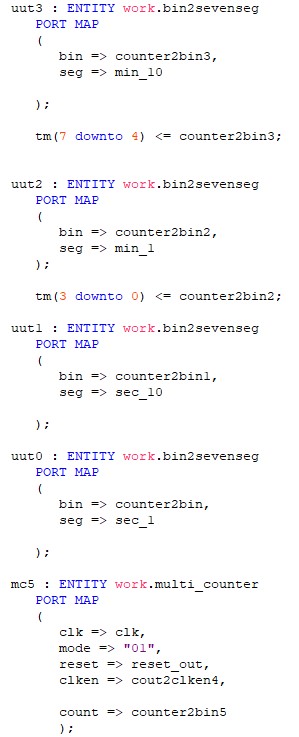 uut3 : ENTITY work.bin2sevenseg
PORT MAP
(
bin => counter2bin3,
seg => min_10
);
tm(7 downto 4) <= counter2bin3;
uut2 : ENTITY work.bin2sevenseg
PORT MAP
(
bin => counter2bin2,
seg => min_1
);
tm(3 downto 0) <= counter2bin2;
uut1 : ENTITY work.bin2sevenseg
PORT MAP
(
bin => counter2bin1,
seg => sec_10
);
uut0 : ENTITY work.bin2sevenseg
PORT MAP
(
bin => counter2bin,
seg => sec_1
);
mc5 : ENTITY work.multi_counter
PORT MAP
(
clk => clk,
mode => "01",
reset => reset_out,
clken => cout2clken4,
count => counter2bin5
);